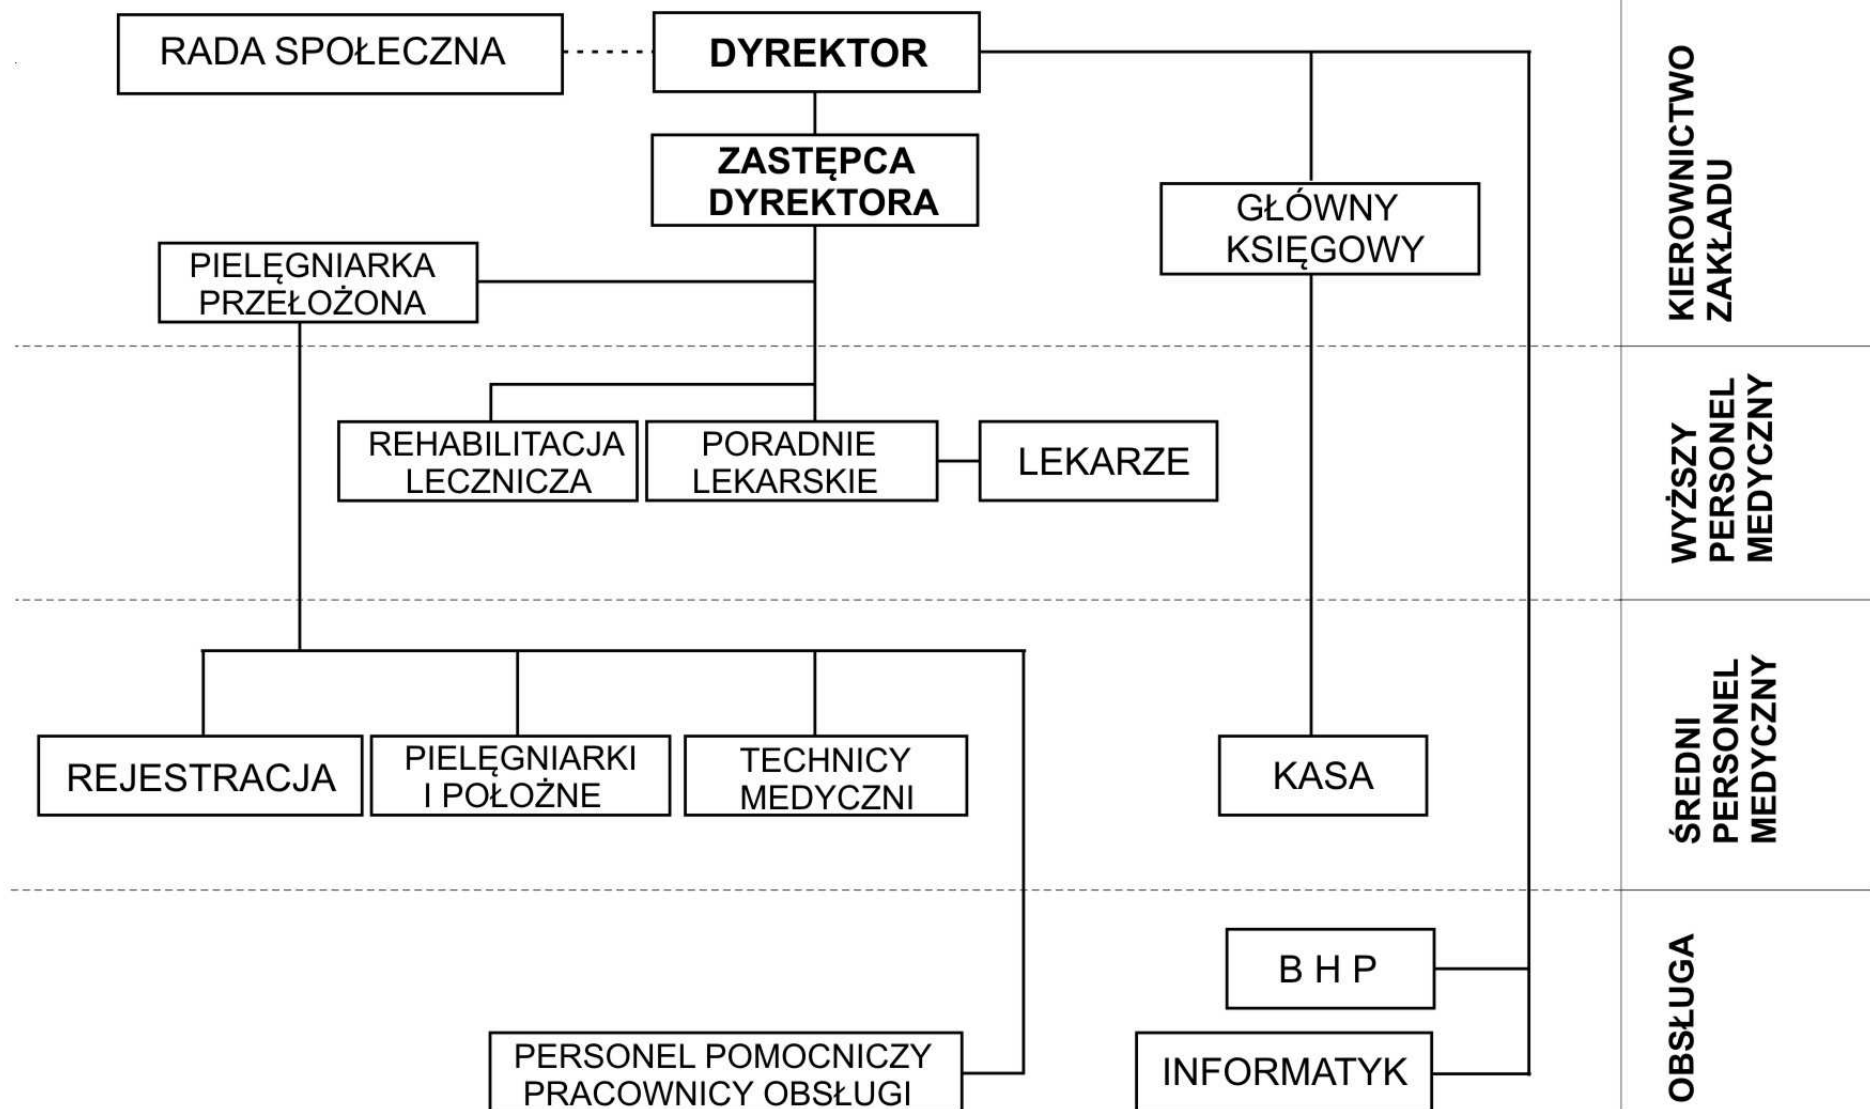 RADA SPOŁECZNA
DYREKTOR
ZASTĘPCA
DYREKTORA
GŁÓWNY
KSIĘGOWY
PIELĘGNIARKA
PRZEŁOŻONA
KIEROWNICTWO
ZAKŁADU
REHABILITACJA
LECZNICZA
PORADNIE
LEKARSKIE
LEKARZE
WYŻSZY
PERSONEL
MEDYCZNY
REJESTRACJA
PIELĘGNIARKI
I POŁOŻNE
TECHNICY
MEDYCZNI
KASA
ŚREDNI
PERSONEL
MEDYCZNY
B H P
PERSONEL POMOCNICZY
PRACOWNICY OBSŁUGI
INFORMATYK
OBSŁUGA